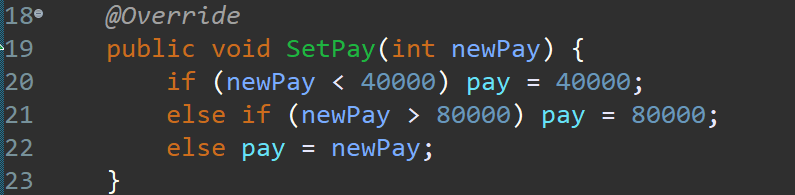 18 @Override
19 public void SetPay(int newPay) {
20 if (newPay < 40000) pay = 40000;
21 else if (newPay > 80000) pay = 80000;
22 else pay = newPay;
23 }